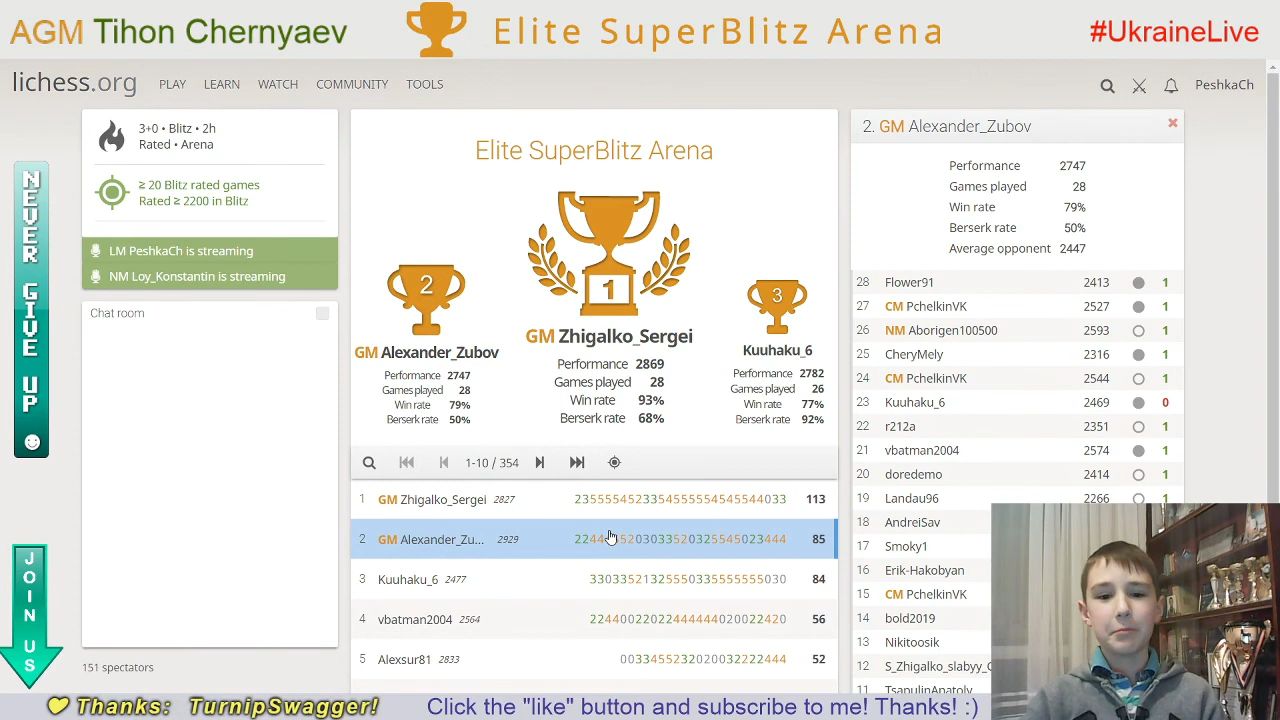 AGM Tihon Chernyaev
Elite SuperBlitz Arena
#UkraineLive
lichess.org PLAY LEARN WATCH COMMUNITY TOOLS PeshkaCh
3+0 • Blitz • 2h
Rated • Arena
≥ 20 Blitz rated games
Rated ≥ 2200 in Blitz
LM PeshkaCh is streaming
NM Loy_Konstantin is streaming
Chat room
151 spectators
NEVER GIVE UP
JOIN US
Elite SuperBlitz Arena
2
GM Alexander_Zubov
Performance 2747
Games played 28
Win rate 79%
Berserk rate 50%
1
GM Zhigalko_Sergei
Performance 2869
Games played 28
Win rate 93%
Berserk rate 68%
3
Kuuhaku_6
Performance 2782
Games played 26
Win rate 77%
Berserk rate 92%
1-10 / 354
1 GM Zhigalko_Sergei 2827 113
2 GM Alexander_Zu... 2929 85
3 Kuuhaku_6 2477 84
4 vbatman2004 2564 56
5 Alexsur81 2833 52
2. GM Alexander_Zubov
Performance 2747
Games played 28
Win rate 79%
Berserk rate 50%
Average opponent 2447
28 Flower91 2413 1
27 CM PchelkinVK 2527 1
26 NM Aborigen100500 2593 1
25 CheryMely 2316 1
24 CM PchelkinVK 2544 1
23 Kuuhaku_6 2469 0
22 r212a 2351 1
21 vbatman2004 2574 1
20 doredemo 2414 1
19 Landau96 2266 1
18 AndreiSav
17 Smoky1
16 Erik-Hakobyan
15 CM PchelkinVK
14 bold2019
13 Nikitoosik
12 S_Zhigalko_slabyy_
11 TsapulinAnatoly
Thanks: TurnipSwagger!
Click the "like" button and subscribe to me! Thanks! :)